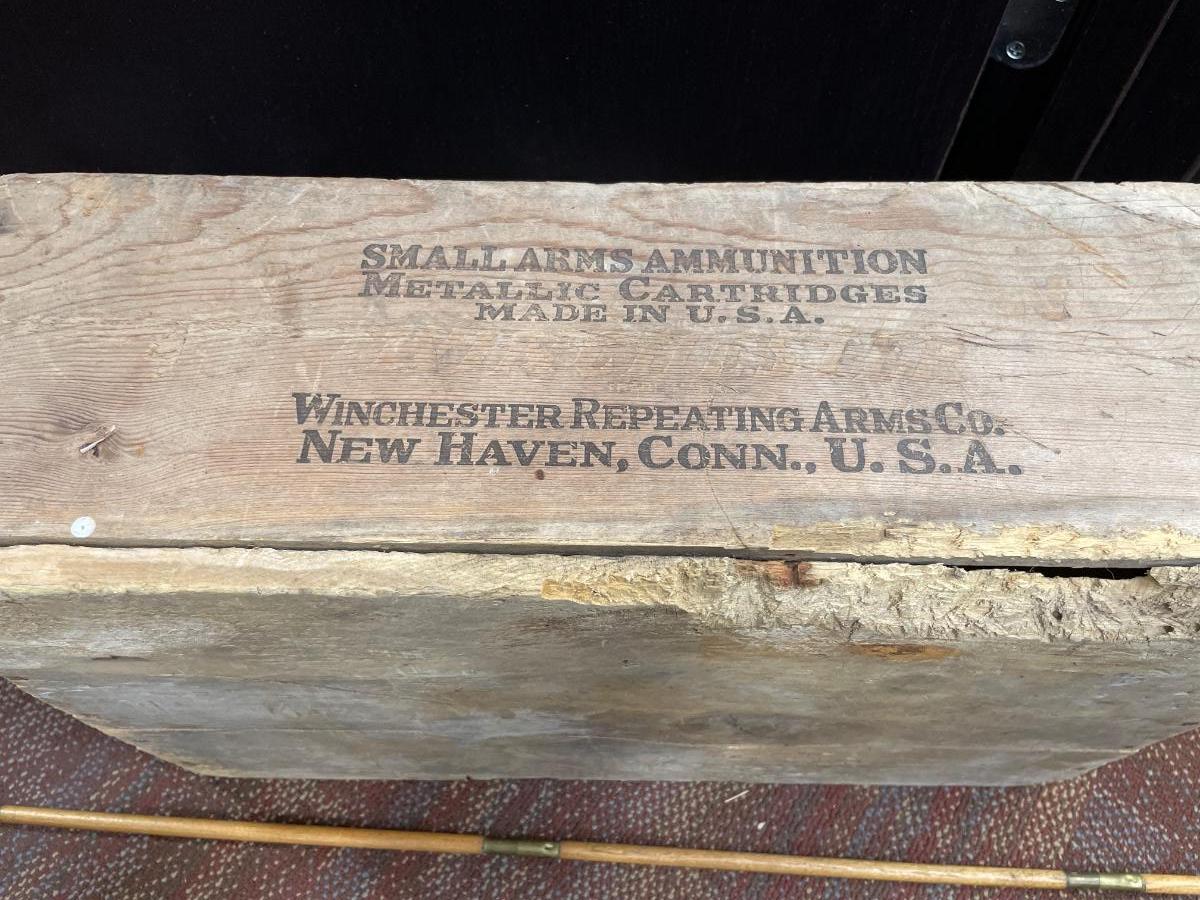 SMALL ARMS AMMUNITION
METALLIC CARTRIDGES
MADE IN U.S.A.
WINCHESTER REPEATING ARMS CO.
NEW HAVEN, CONN., U.S.A.